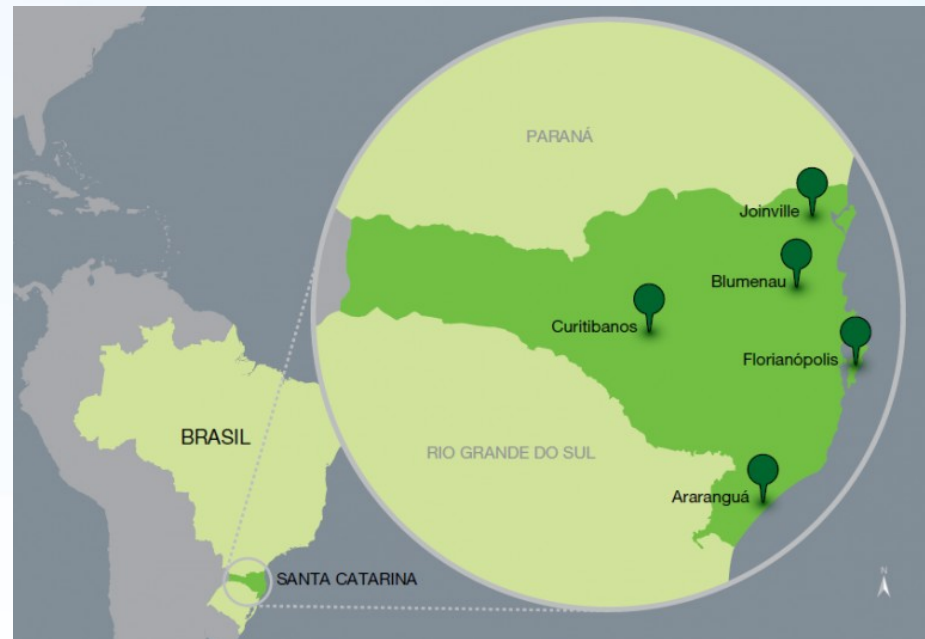 PARANÁ
Joinville
Blumenau
Curitibanos
Florianópolis
BRASIL
RIO GRANDE DO SUL
Araranguá
SANTA CATARINA
N